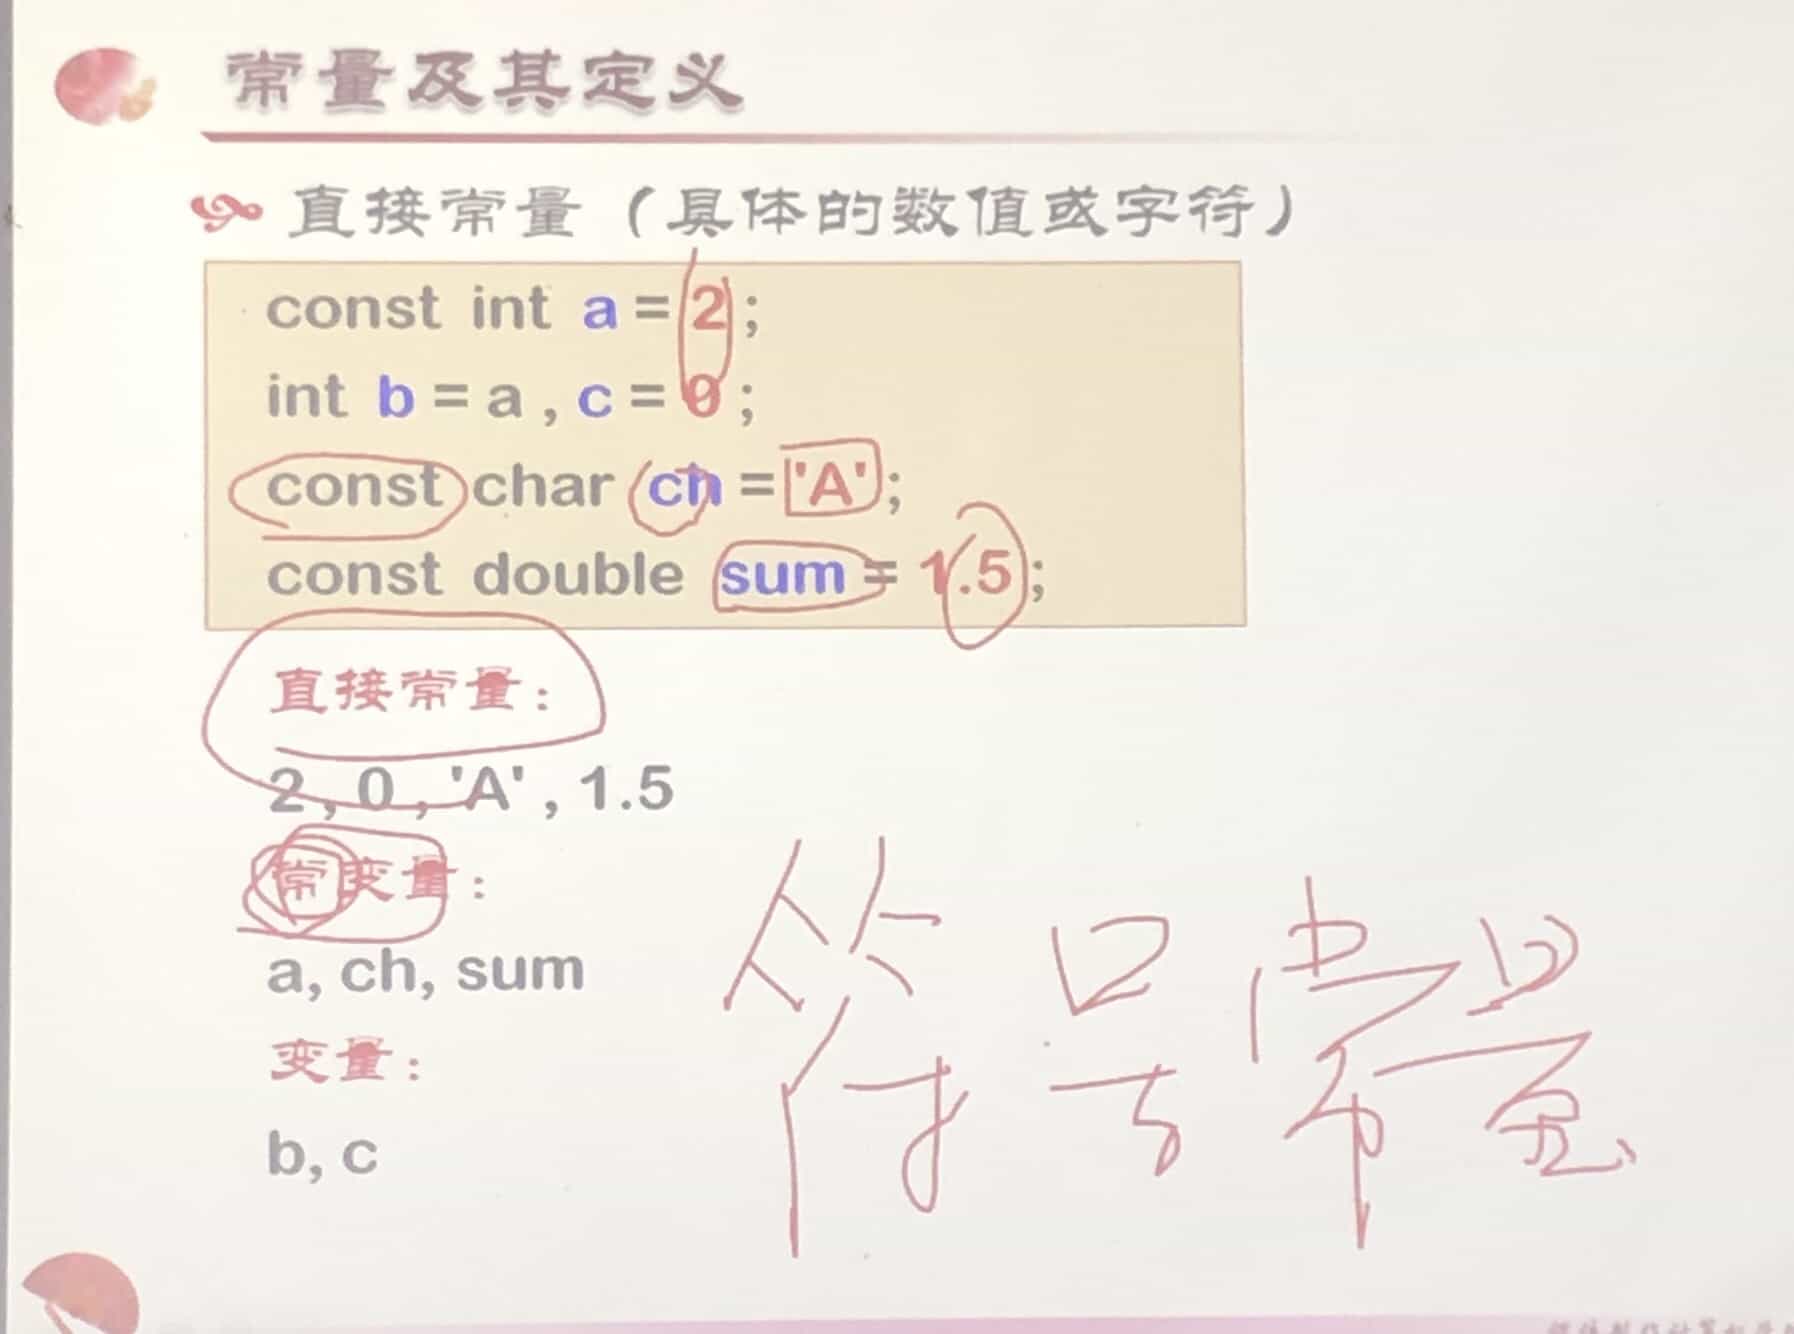 常量及其定义
直接常量（具体的数值或字符）
const int a = 2 ;
int b = a , c = 0 ;
const char ch = 'A' ;
const double sum = 1.5 ;
直接常量：
2 , 0 , 'A' , 1.5
常变量：
a, ch, sum
变量：
b, c
符号常量